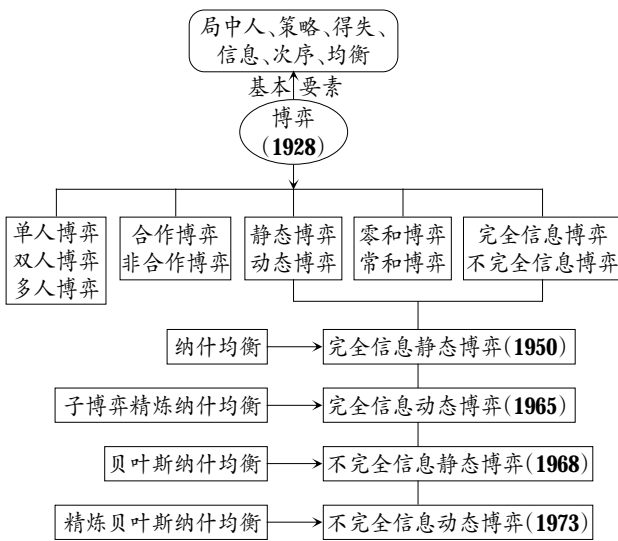 局中人、策略、得失、
信息、次序、均衡
基本 要素
博弈
(1928)
单人博弈
双人博弈
多人博弈
合作博弈
非合作博弈
静态博弈
动态博弈
零和博弈
常和博弈
完全信息博弈
不完全信息博弈
纳什均衡
完全信息静态博弈(1950)
子博弈精炼纳什均衡
完全信息动态博弈(1965)
贝叶斯纳什均衡
不完全信息静态博弈(1968)
精炼贝叶斯纳什均衡
不完全信息动态博弈(1973)